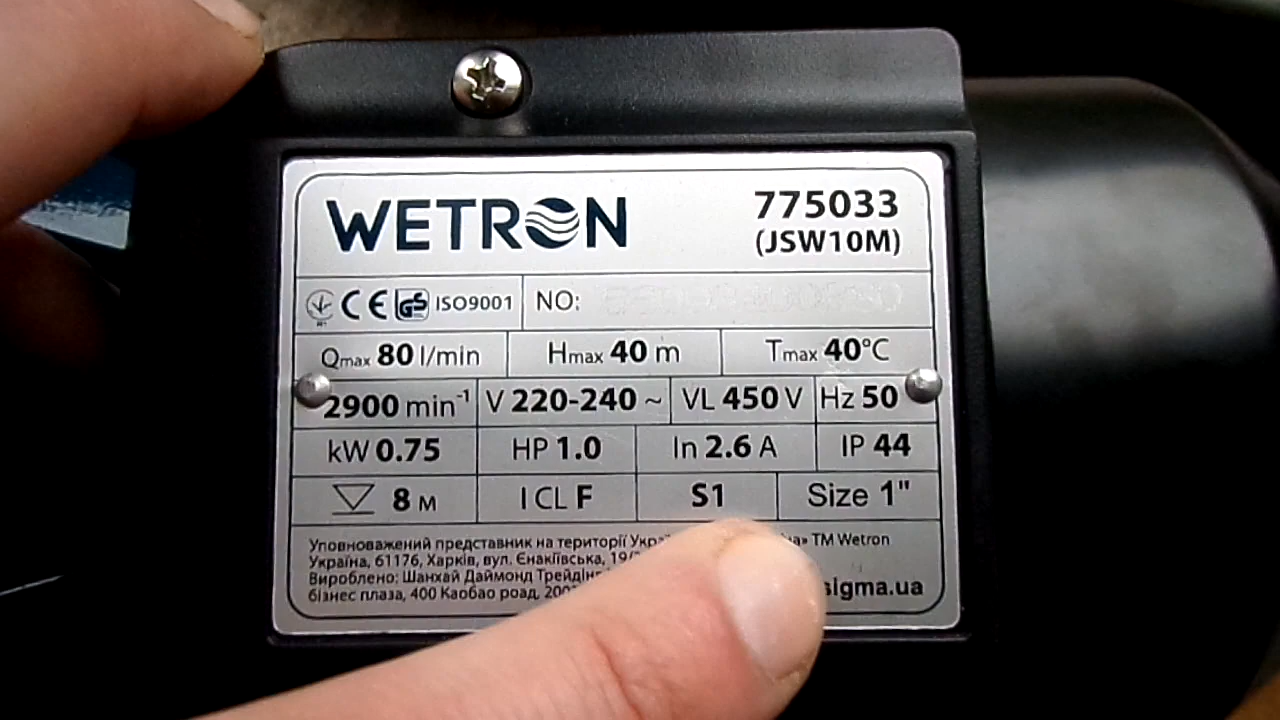 WETRON
775033
(JSW10M)
CE GS ISO9001 NO:
Qmax 80 l/min Hmax 40 m Tmax 40°C
2900 min⁻¹ V 220-240 ~ VL 450 V Hz 50
kW 0.75 HP 1.0 In 2.6 A IP 44
8 м I CL F S1 Size 1"
Уповноважений представник на території ТМ Wetron
Україна, 61176, Харків, вул. Єнакіївська,
Вироблено: Шанхай Даймонд
бізнес плаза, 400 Каобао роад, sigma.ua